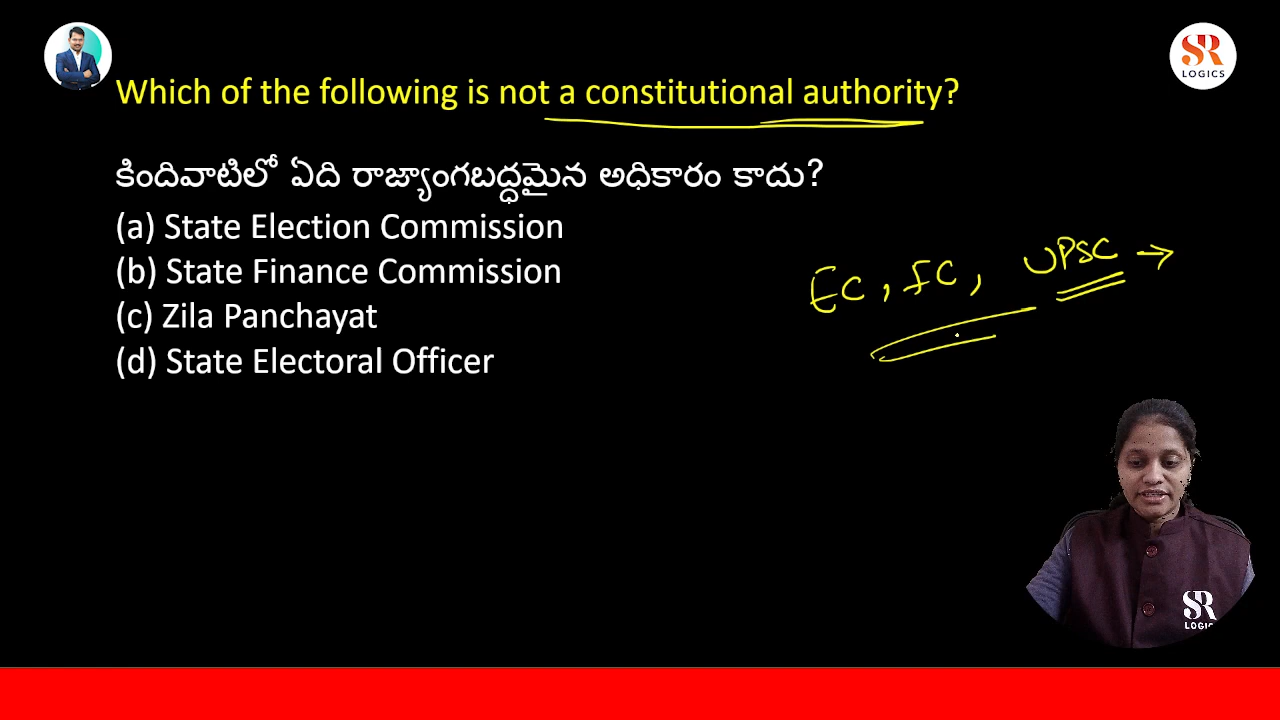 SR
LOGICS
Which of the following is not a constitutional authority?
కిందివాటిలో ఏది రాజ్యాంగబద్ధమైన అధికారం కాదు?
(a) State Election Commission
(b) State Finance Commission
(c) Zila Panchayat
(d) State Electoral Officer
EC, FC, UPSC →
SR
LOGICS